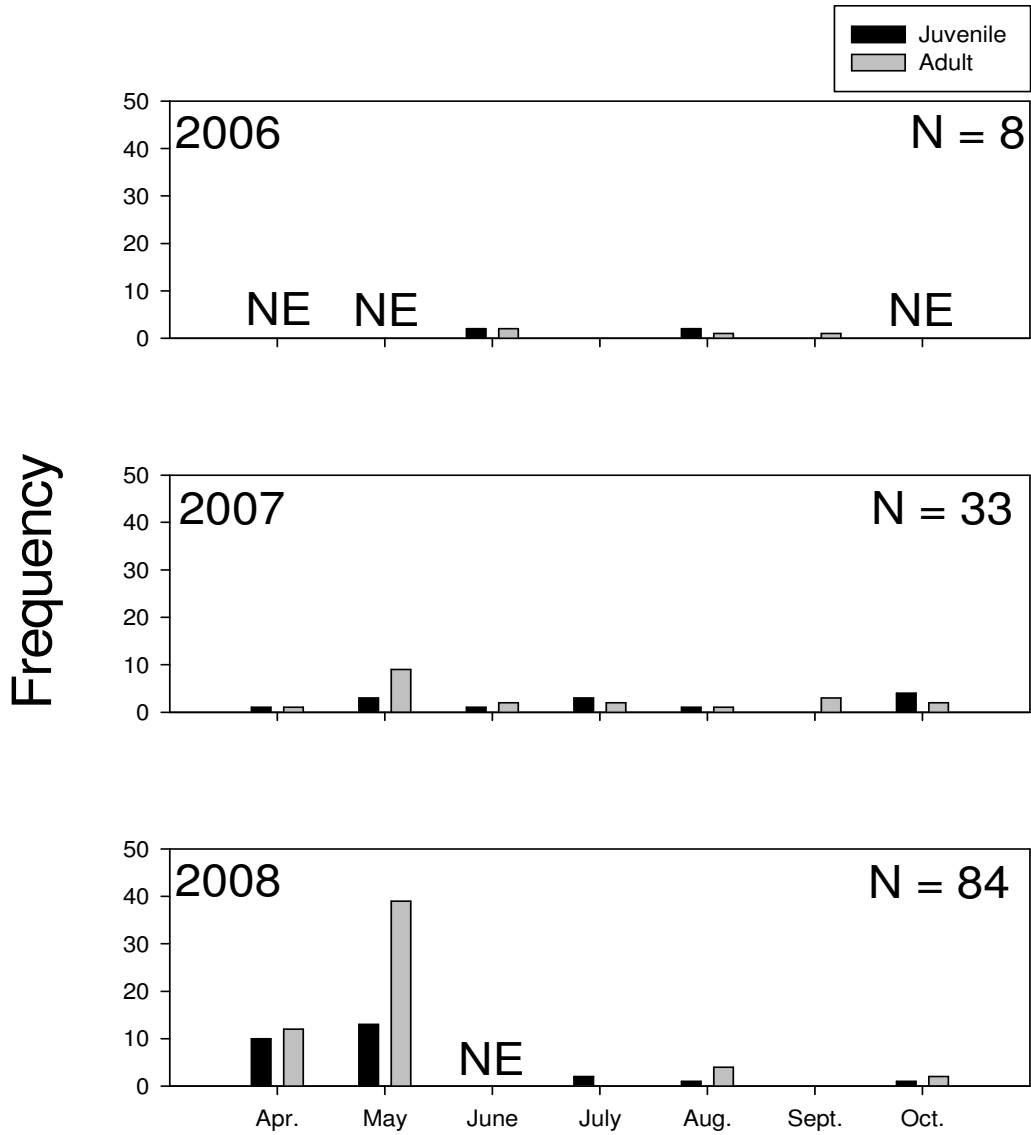 Juvenile
Adult
50
2006
N = 8
40
30
20
10
NE
NE
NE
0
Frequency
50
2007
N = 33
40
30
20
10
0
50
2008
N = 84
40
30
20
10
NE
0
Apr.
May
June
July
Aug.
Sept.
Oct.